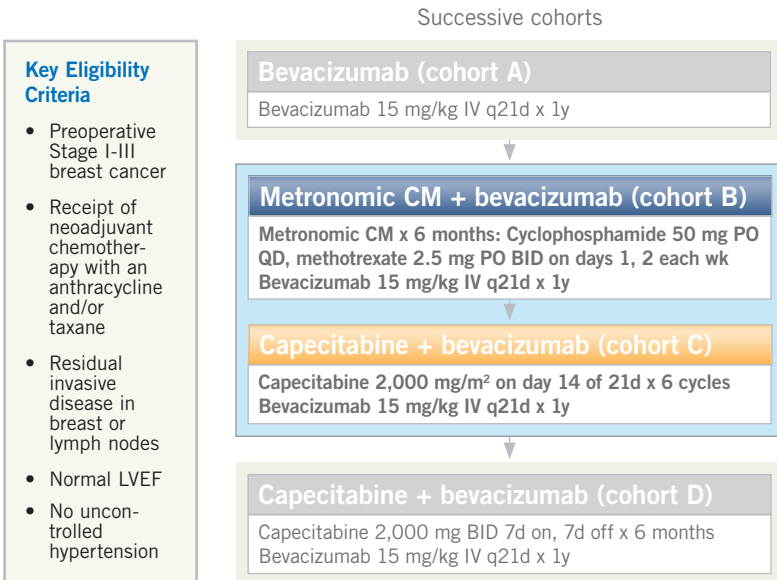 Successive cohorts
Key Eligibility
Criteria
• Preoperative
Stage I-III
breast cancer
• Receipt of
neoadjuvant
chemother-
apy with an
anthracycline
and/or
taxane
• Residual
invasive
disease in
breast or
lymph nodes
• Normal LVEF
• No uncon-
trolled
hypertension
Bevacizumab (cohort A)
Bevacizumab 15 mg/kg IV q21d x 1y
Metronomic CM + bevacizumab (cohort B)
Metronomic CM x 6 months: Cyclophosphamide 50 mg PO
QD, methotrexate 2.5 mg PO BID on days 1, 2 each wk
Bevacizumab 15 mg/kg IV q21d x 1y
Capecitabine + bevacizumab (cohort C)
Capecitabine 2,000 mg/m² on day 14 of 21d x 6 cycles
Bevacizumab 15 mg/kg IV q21d x 1y
Capecitabine + bevacizumab (cohort D)
Capecitabine 2,000 mg BID 7d on, 7d off x 6 months
Bevacizumab 15 mg/kg IV q21d x 1y